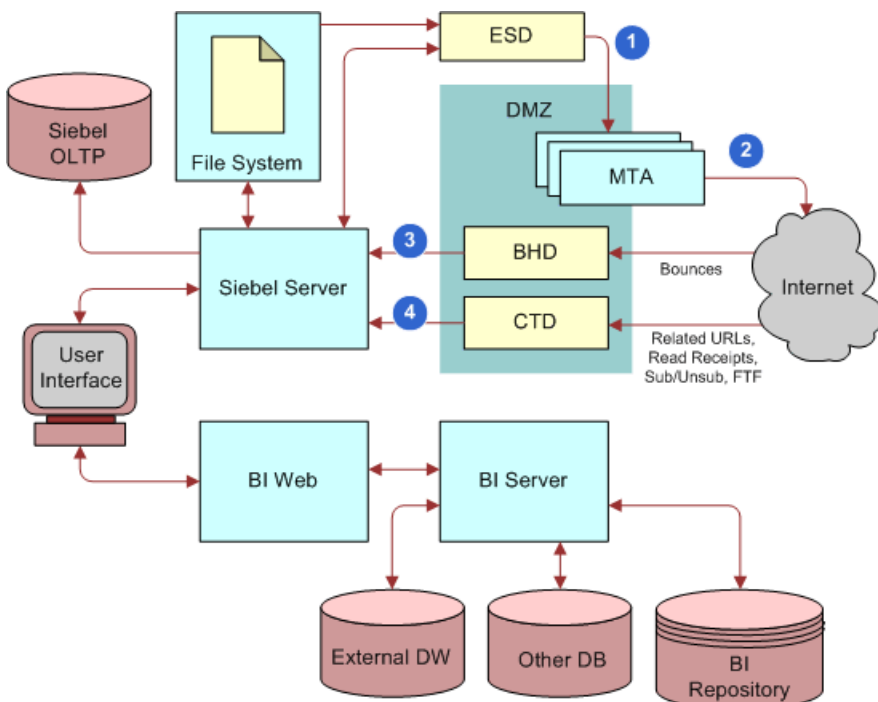 ESD
1
DMZ
Siebel
OLTP
File System
MTA
2
3
BHD
Bounces
Internet
Siebel Server
4
CTD
Related URLs,
Read Receipts,
Sub/Unsub, FTF
User
Interface
BI Web
BI Server
External DW
Other DB
BI
Repository